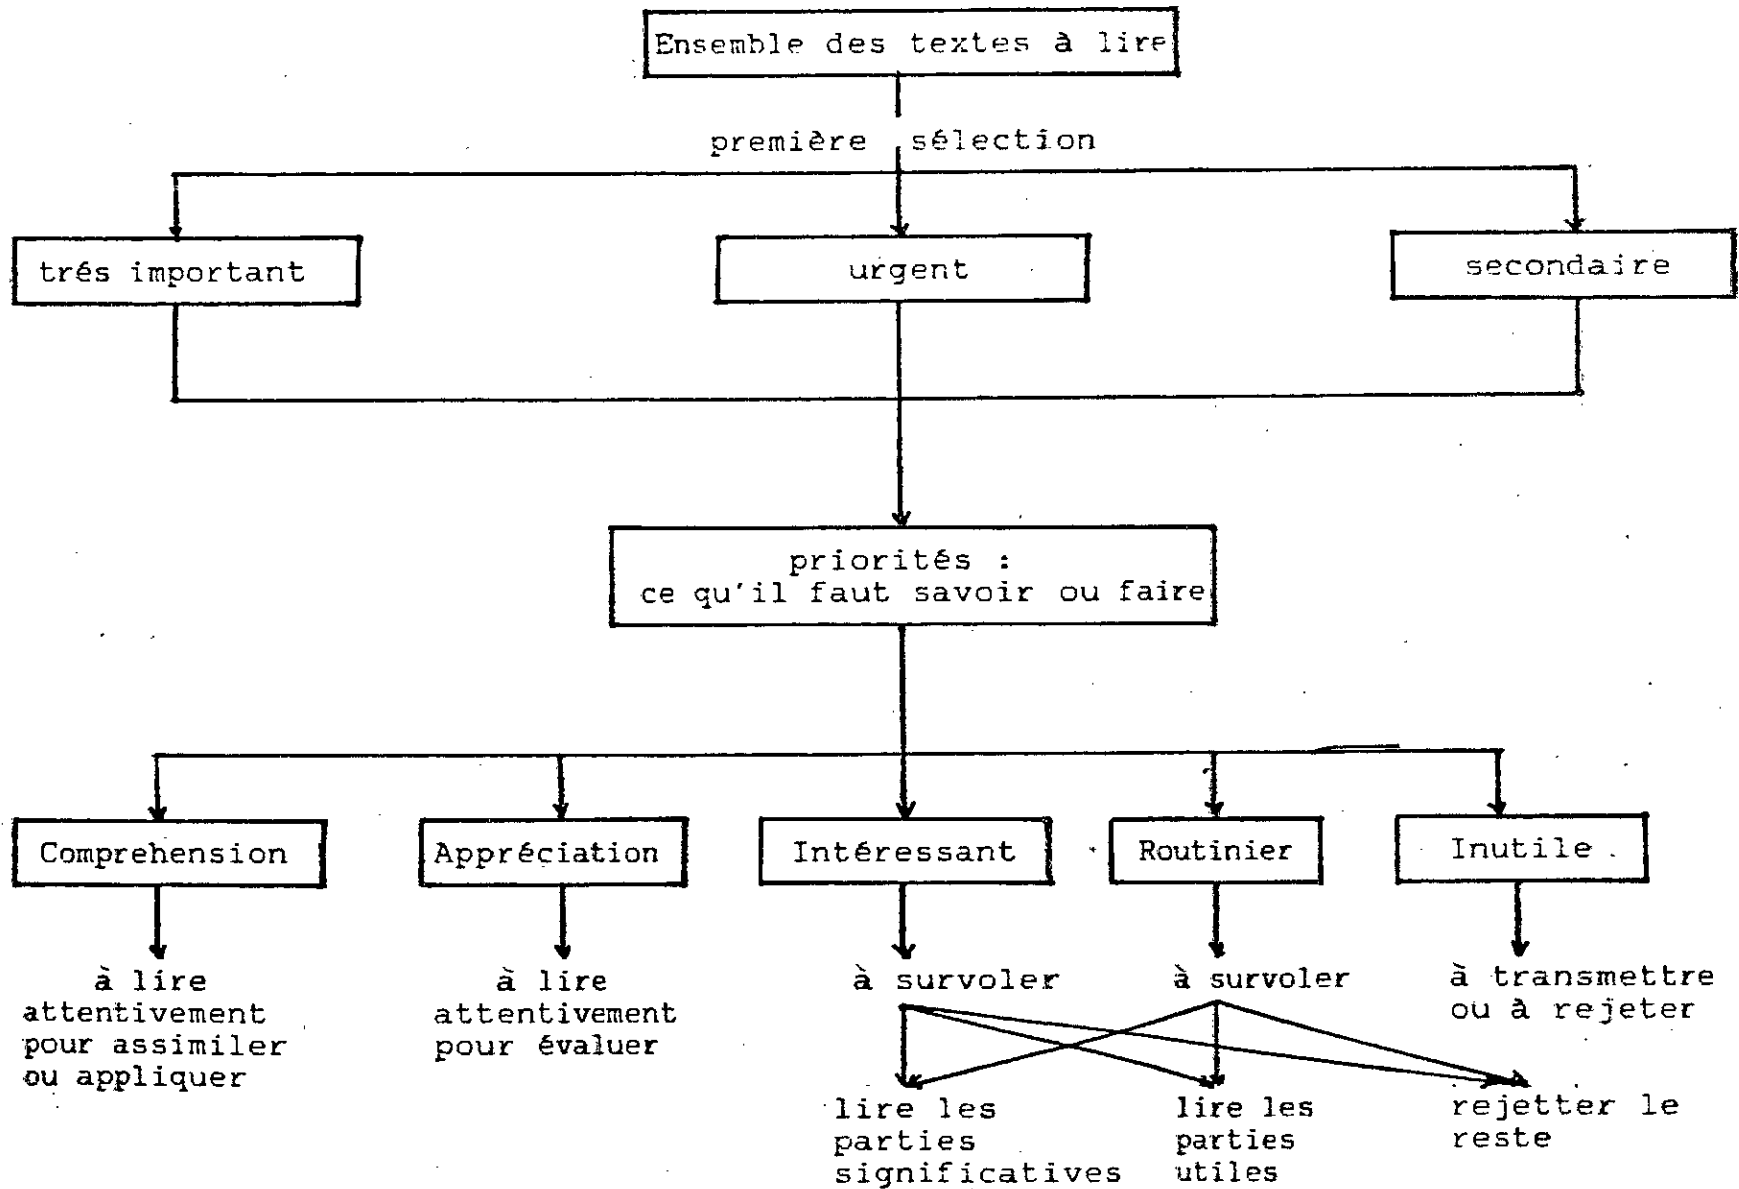 Ensemble des textes à lire
première sélection
trés important
urgent
secondaire
priorités :
ce qu'il faut savoir ou faire
Comprehension
Appréciation
Intéressant
Routinier
Inutile
à lire
attentivement
pour assimiler
ou appliquer
à lire
attentivement
pour évaluer
à survoler
à survoler
à transmettre
ou à rejeter
lire les
parties
significatives
lire les
parties
utiles
rejetter le
reste